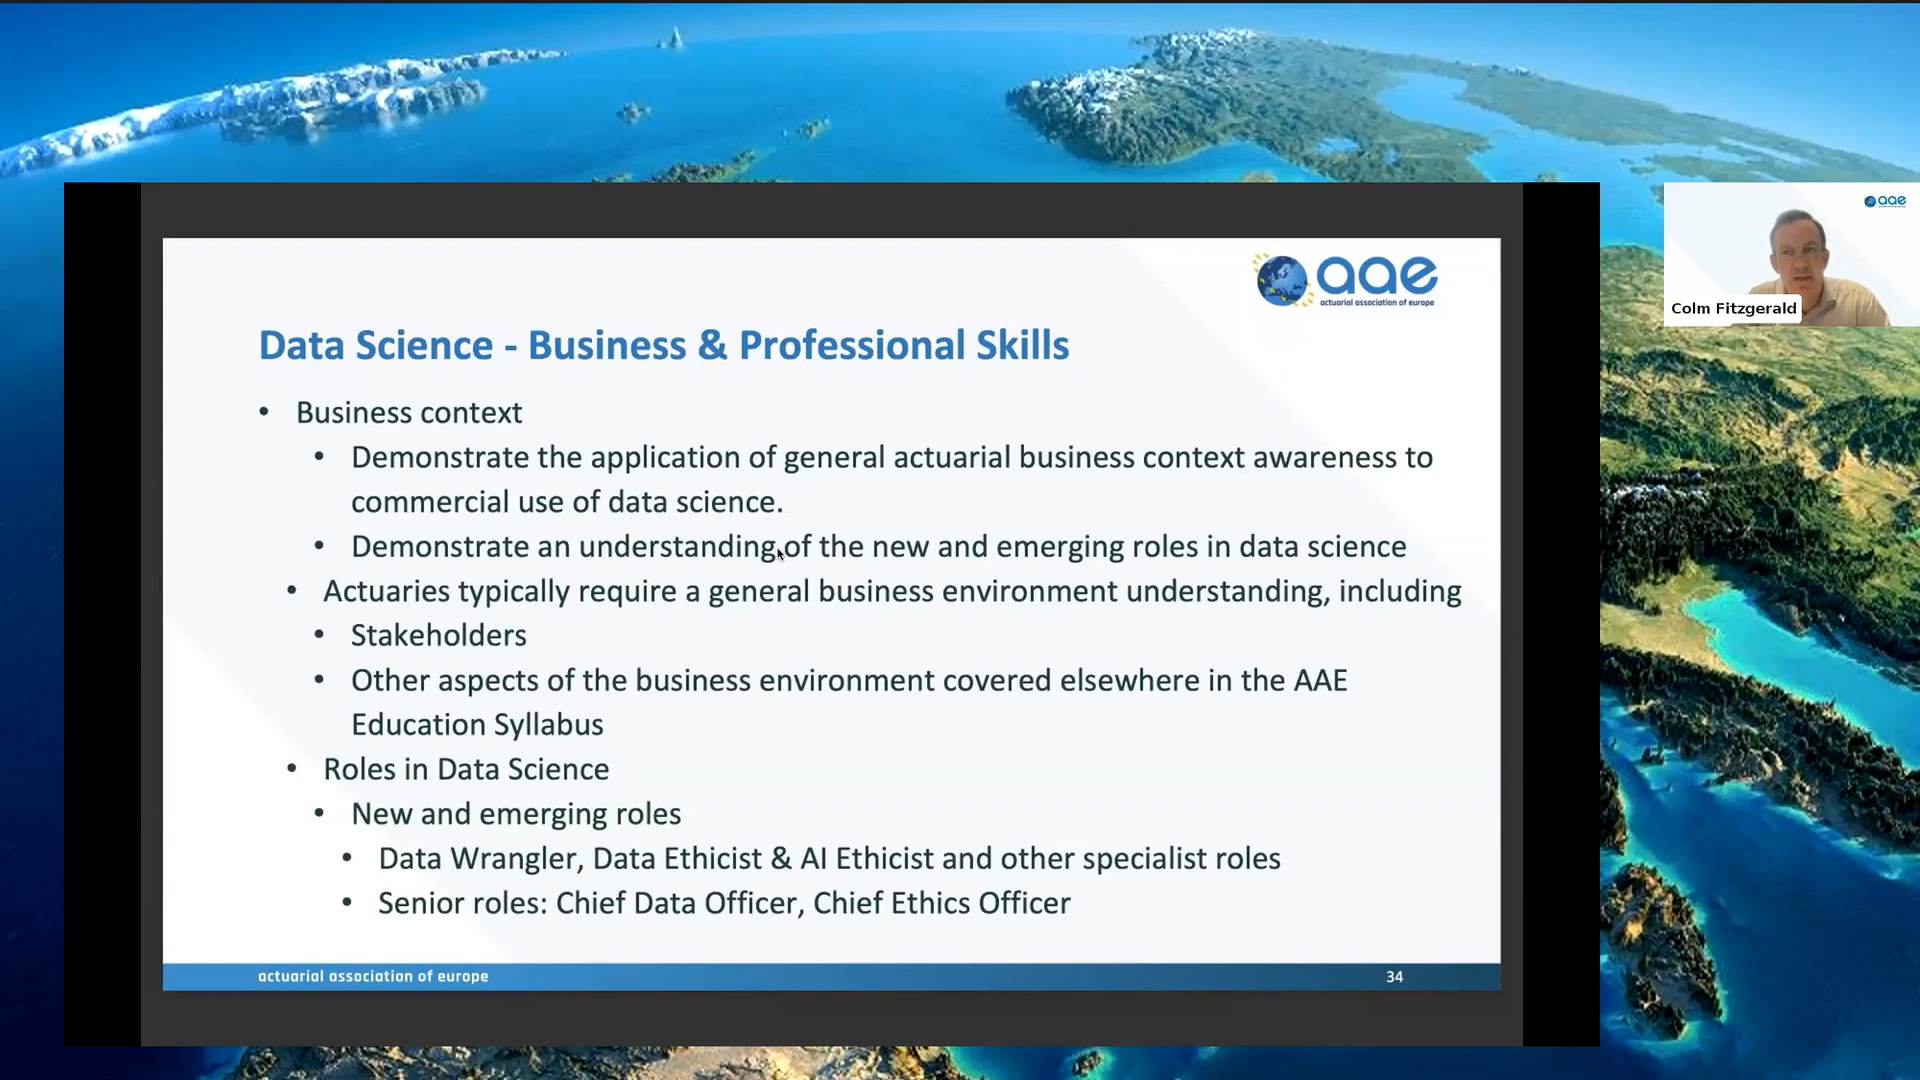 aae
actuarial association of europe
aae
Colm Fitzgerald
Data Science - Business & Professional Skills
• Business context
• Demonstrate the application of general actuarial business context awareness to
commercial use of data science.
• Demonstrate an understanding of the new and emerging roles in data science
• Actuaries typically require a general business environment understanding, including
• Stakeholders
• Other aspects of the business environment covered elsewhere in the AAE
Education Syllabus
• Roles in Data Science
• New and emerging roles
• Data Wrangler, Data Ethicist & AI Ethicist and other specialist roles
• Senior roles: Chief Data Officer, Chief Ethics Officer
actuarial association of europe
34